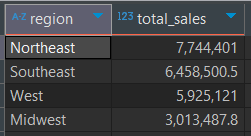 A-Z region 123 total_sales
Northeast 7,744,401
Southeast 6,458,500.5
West 5,925,121
Midwest 3,013,487.8